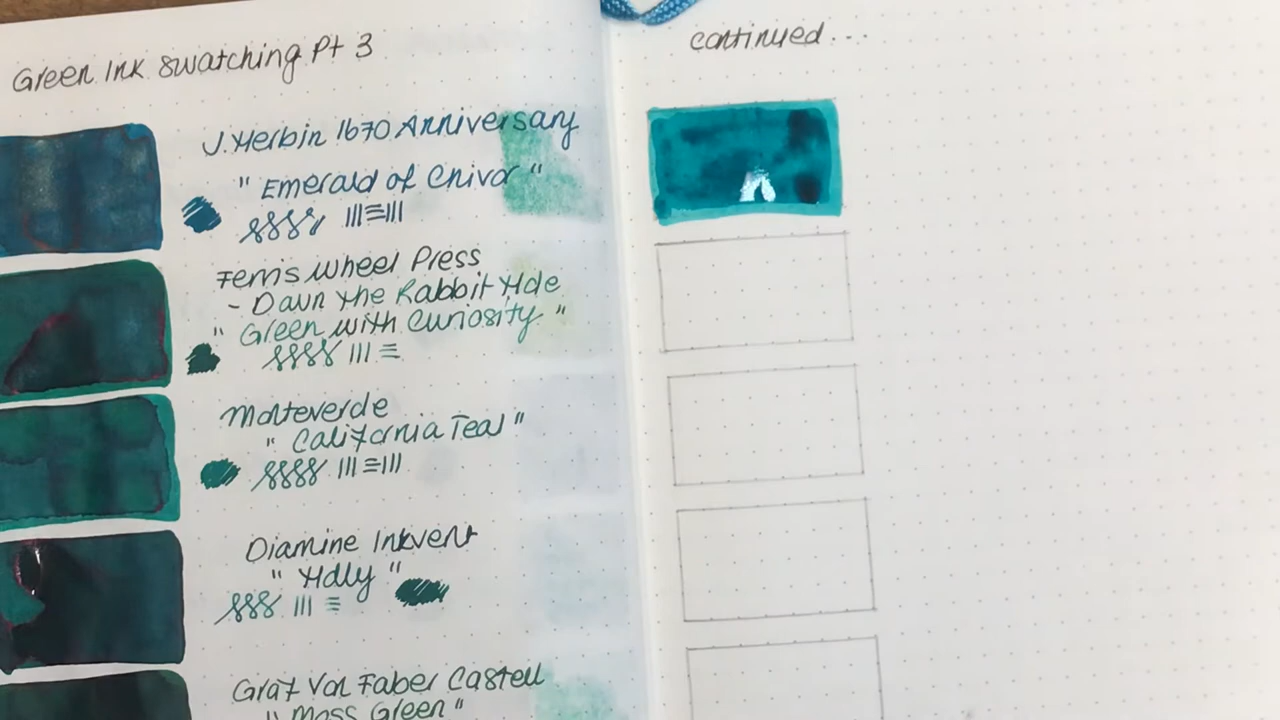 Green Ink Swatching Pt 3
J. Herbin 1670 Anniversary
" Emerald of Chivor "
Ferris Wheel Press
- Down the Rabbit Hole
" Green with Curiosity "
Monteverde
" California Teal "
Diamine Inkvent
" Holly "
Graf Von Faber Castell
" Moss Green "
continued...